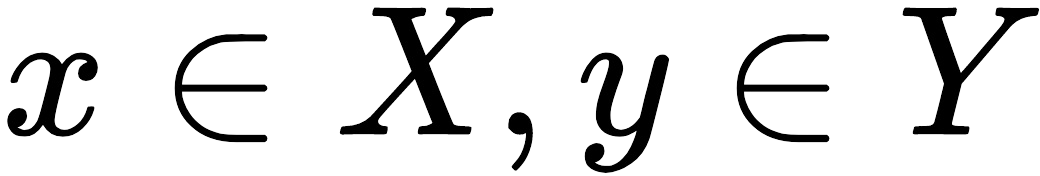 x ∈ X, y ∈ Y